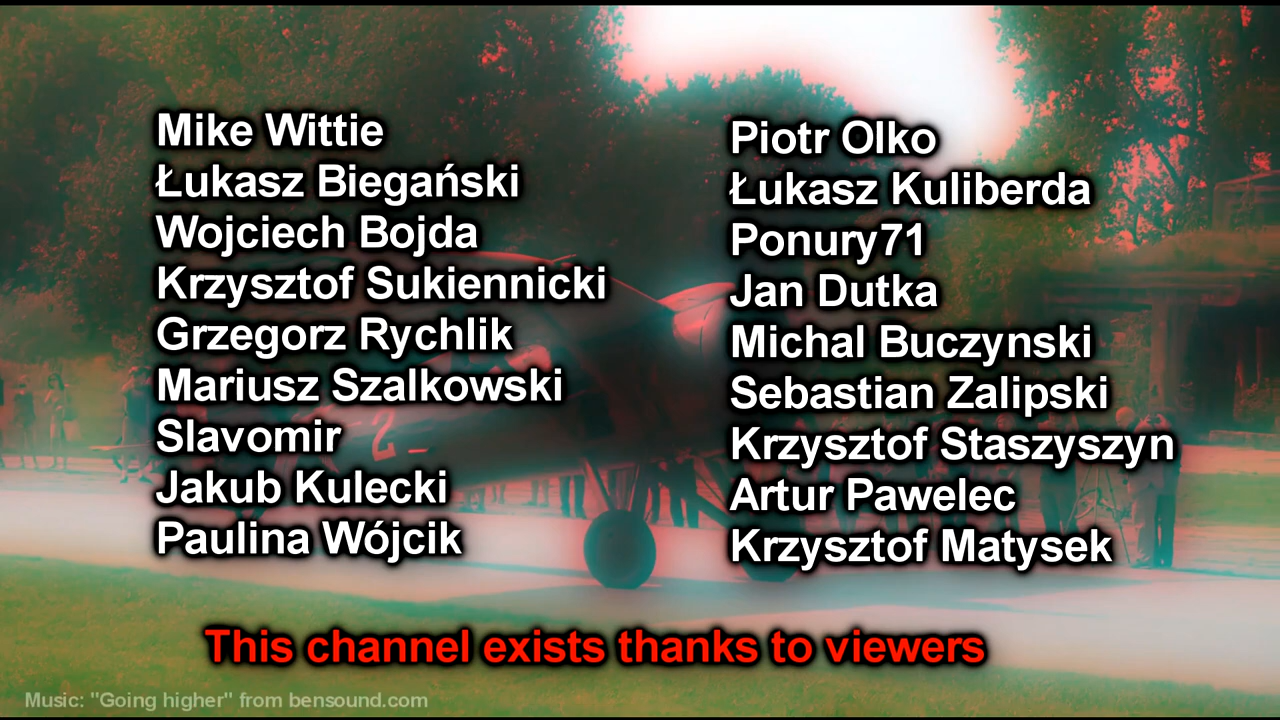 Mike Wittie
Łukasz Biegański
Wojciech Bojda
Krzysztof Sukiennicki
Grzegorz Rychlik
Mariusz Szalkowski
Slavomir
Jakub Kulecki
Paulina Wójcik
Piotr Olko
Łukasz Kuliberda
Ponury71
Jan Dutka
Michal Buczynski
Sebastian Zalipski
Krzysztof Staszyszyn
Artur Pawelec
Krzysztof Matysek
2
This channel exists thanks to viewers
Music: "Going higher" from bensound.com